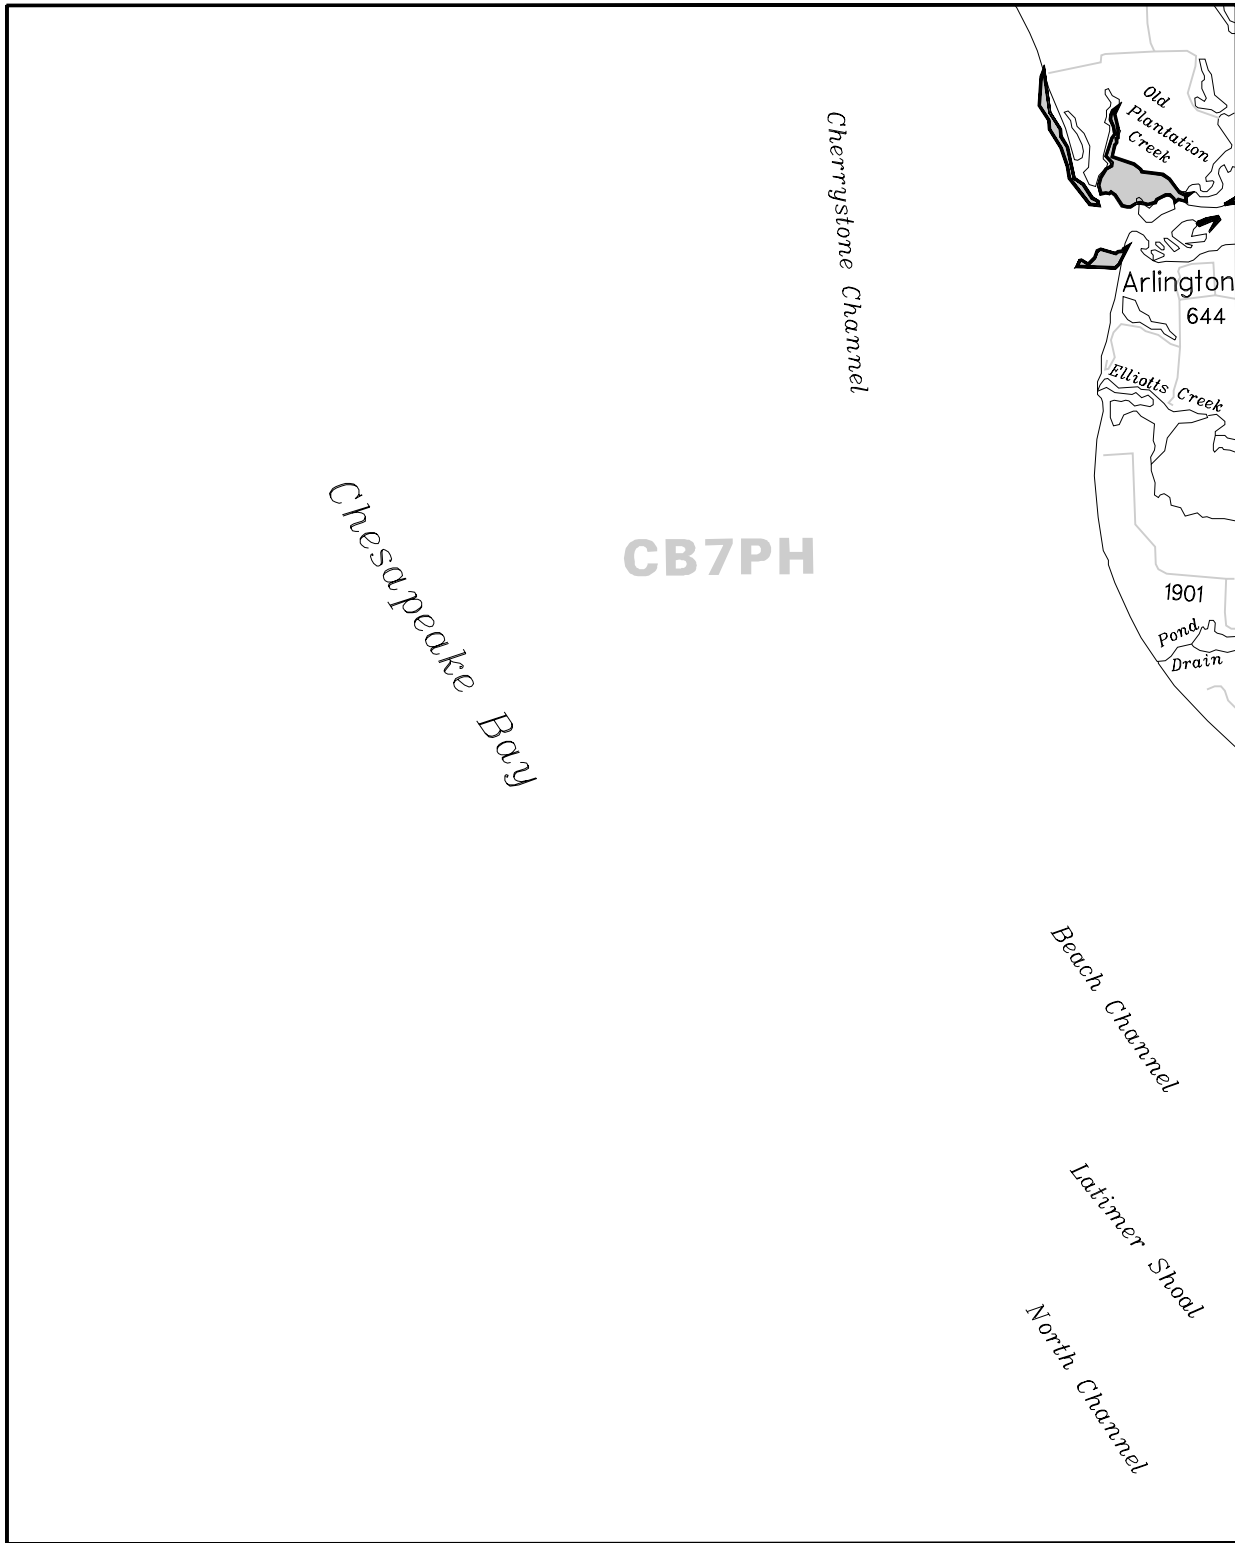 Old
Plantation
Creek
Cherrystone Channel
Arlington
644
Elliotts Creek
Chesapeake Bay
CB7PH
1901
Pond
Drain
Beach Channel
Latimer Shoal
North Channel